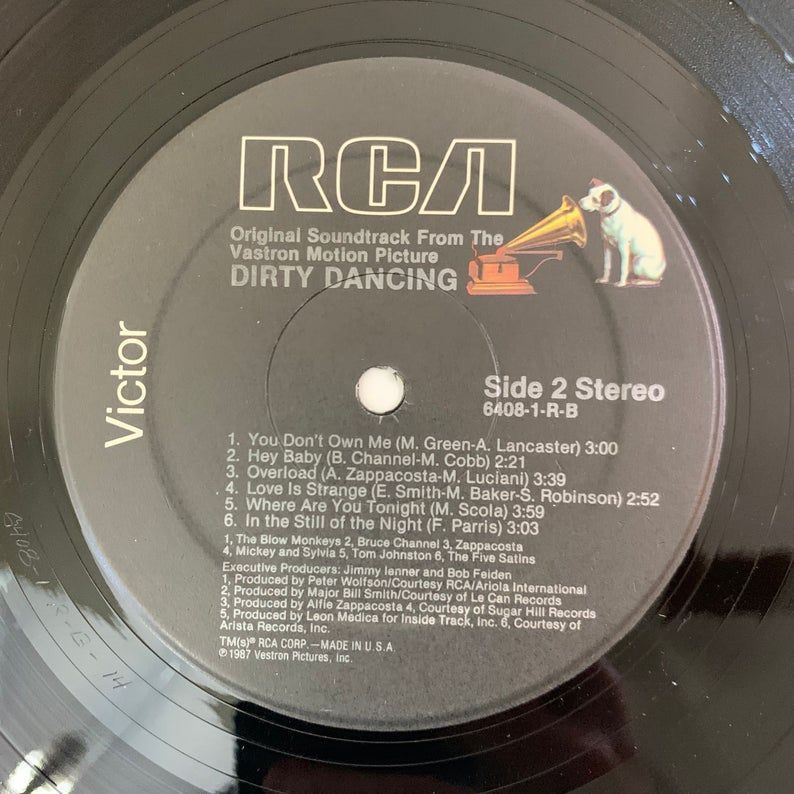 RCA
Original Soundtrack From The
Vastron Motion Picture
DIRTY DANCING
Victor
Side 2 Stereo
6408-1-R-B
1. You Don't Own Me (M. Green-A. Lancaster) 3:00
2. Hey Baby (B. Channel-M. Cobb) 2:21
3. Overload (A. Zappacosta-M. Luciani) 3:39
4. Love Is Strange (E. Smith-M. Baker-S. Robinson) 2:52
5. Where Are You Tonight (M. Scola) 3:59
6. In the Still of the Night (F. Parris) 3:03
1, The Blow Monkeys 2, Bruce Channel 3, Zappacosta
4, Mickey and Sylvia 5, Tom Johnston 6, The Five Satins
Executive Producers: Jimmy Ienner and Bob Feiden
1, Produced by Peter Wolfson/Courtesy RCA/Ariola International
2, Produced by Major Bill Smith/Courtesy of Le Cam Records
3, Produced by Alfie Zappacosta 4, Courtesy of Sugar Hill Records
5, Produced by Leon Medica for Inside Track, Inc. 6, Courtesy of
Arista Records, Inc.
TM(s)® RCA CORP.—MADE IN U.S.A.
℗1987 Vestron Pictures, Inc.
6408-1-R-B-14